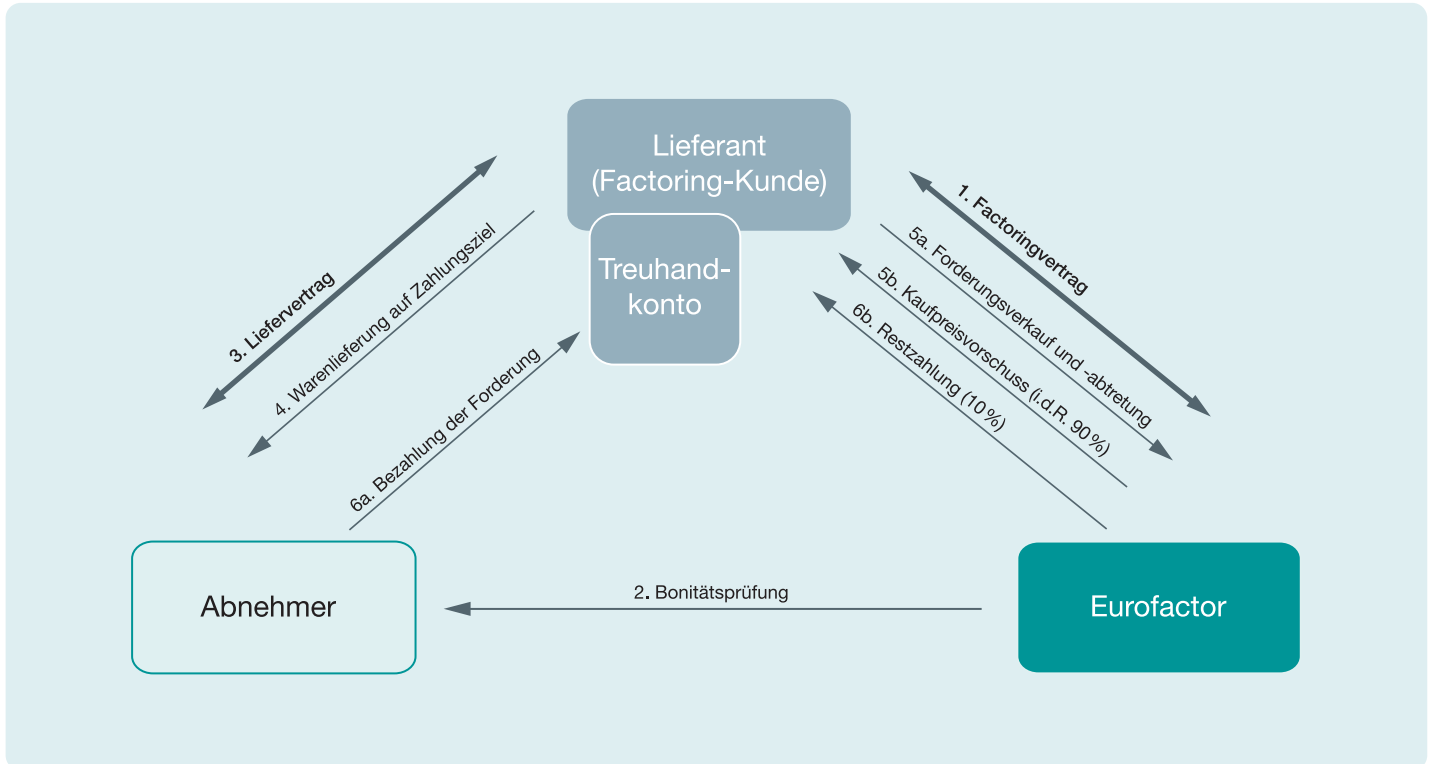 Lieferant
(Factoring-Kunde)
Treuhand-
konto
3. Liefervertrag
4. Warenlieferung auf Zahlungsziel
6a. Bezahlung der Forderung
1. Factoringvertrag
5a. Forderungsverkauf und -abtretung
5b. Kaufpreisvorschuss (i.d.R. 90%)
6b. Restzahlung (10%)
Abnehmer
2. Bonitätsprüfung
Eurofactor